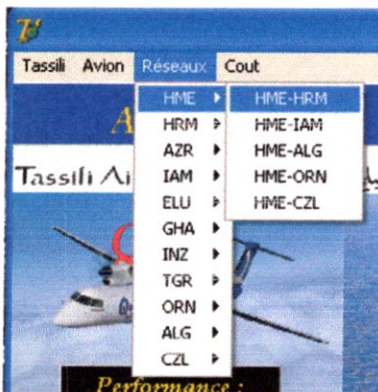 Tassili Avion Réseaux Cout
HME HME-HRM
HRM HME-IAM
AZR HME-ALG
IAM HME-ORN
ELU HME-CZL
GHA
INZ
TGR
ORN
ALG
CZL
Tassili Ai
Performance :